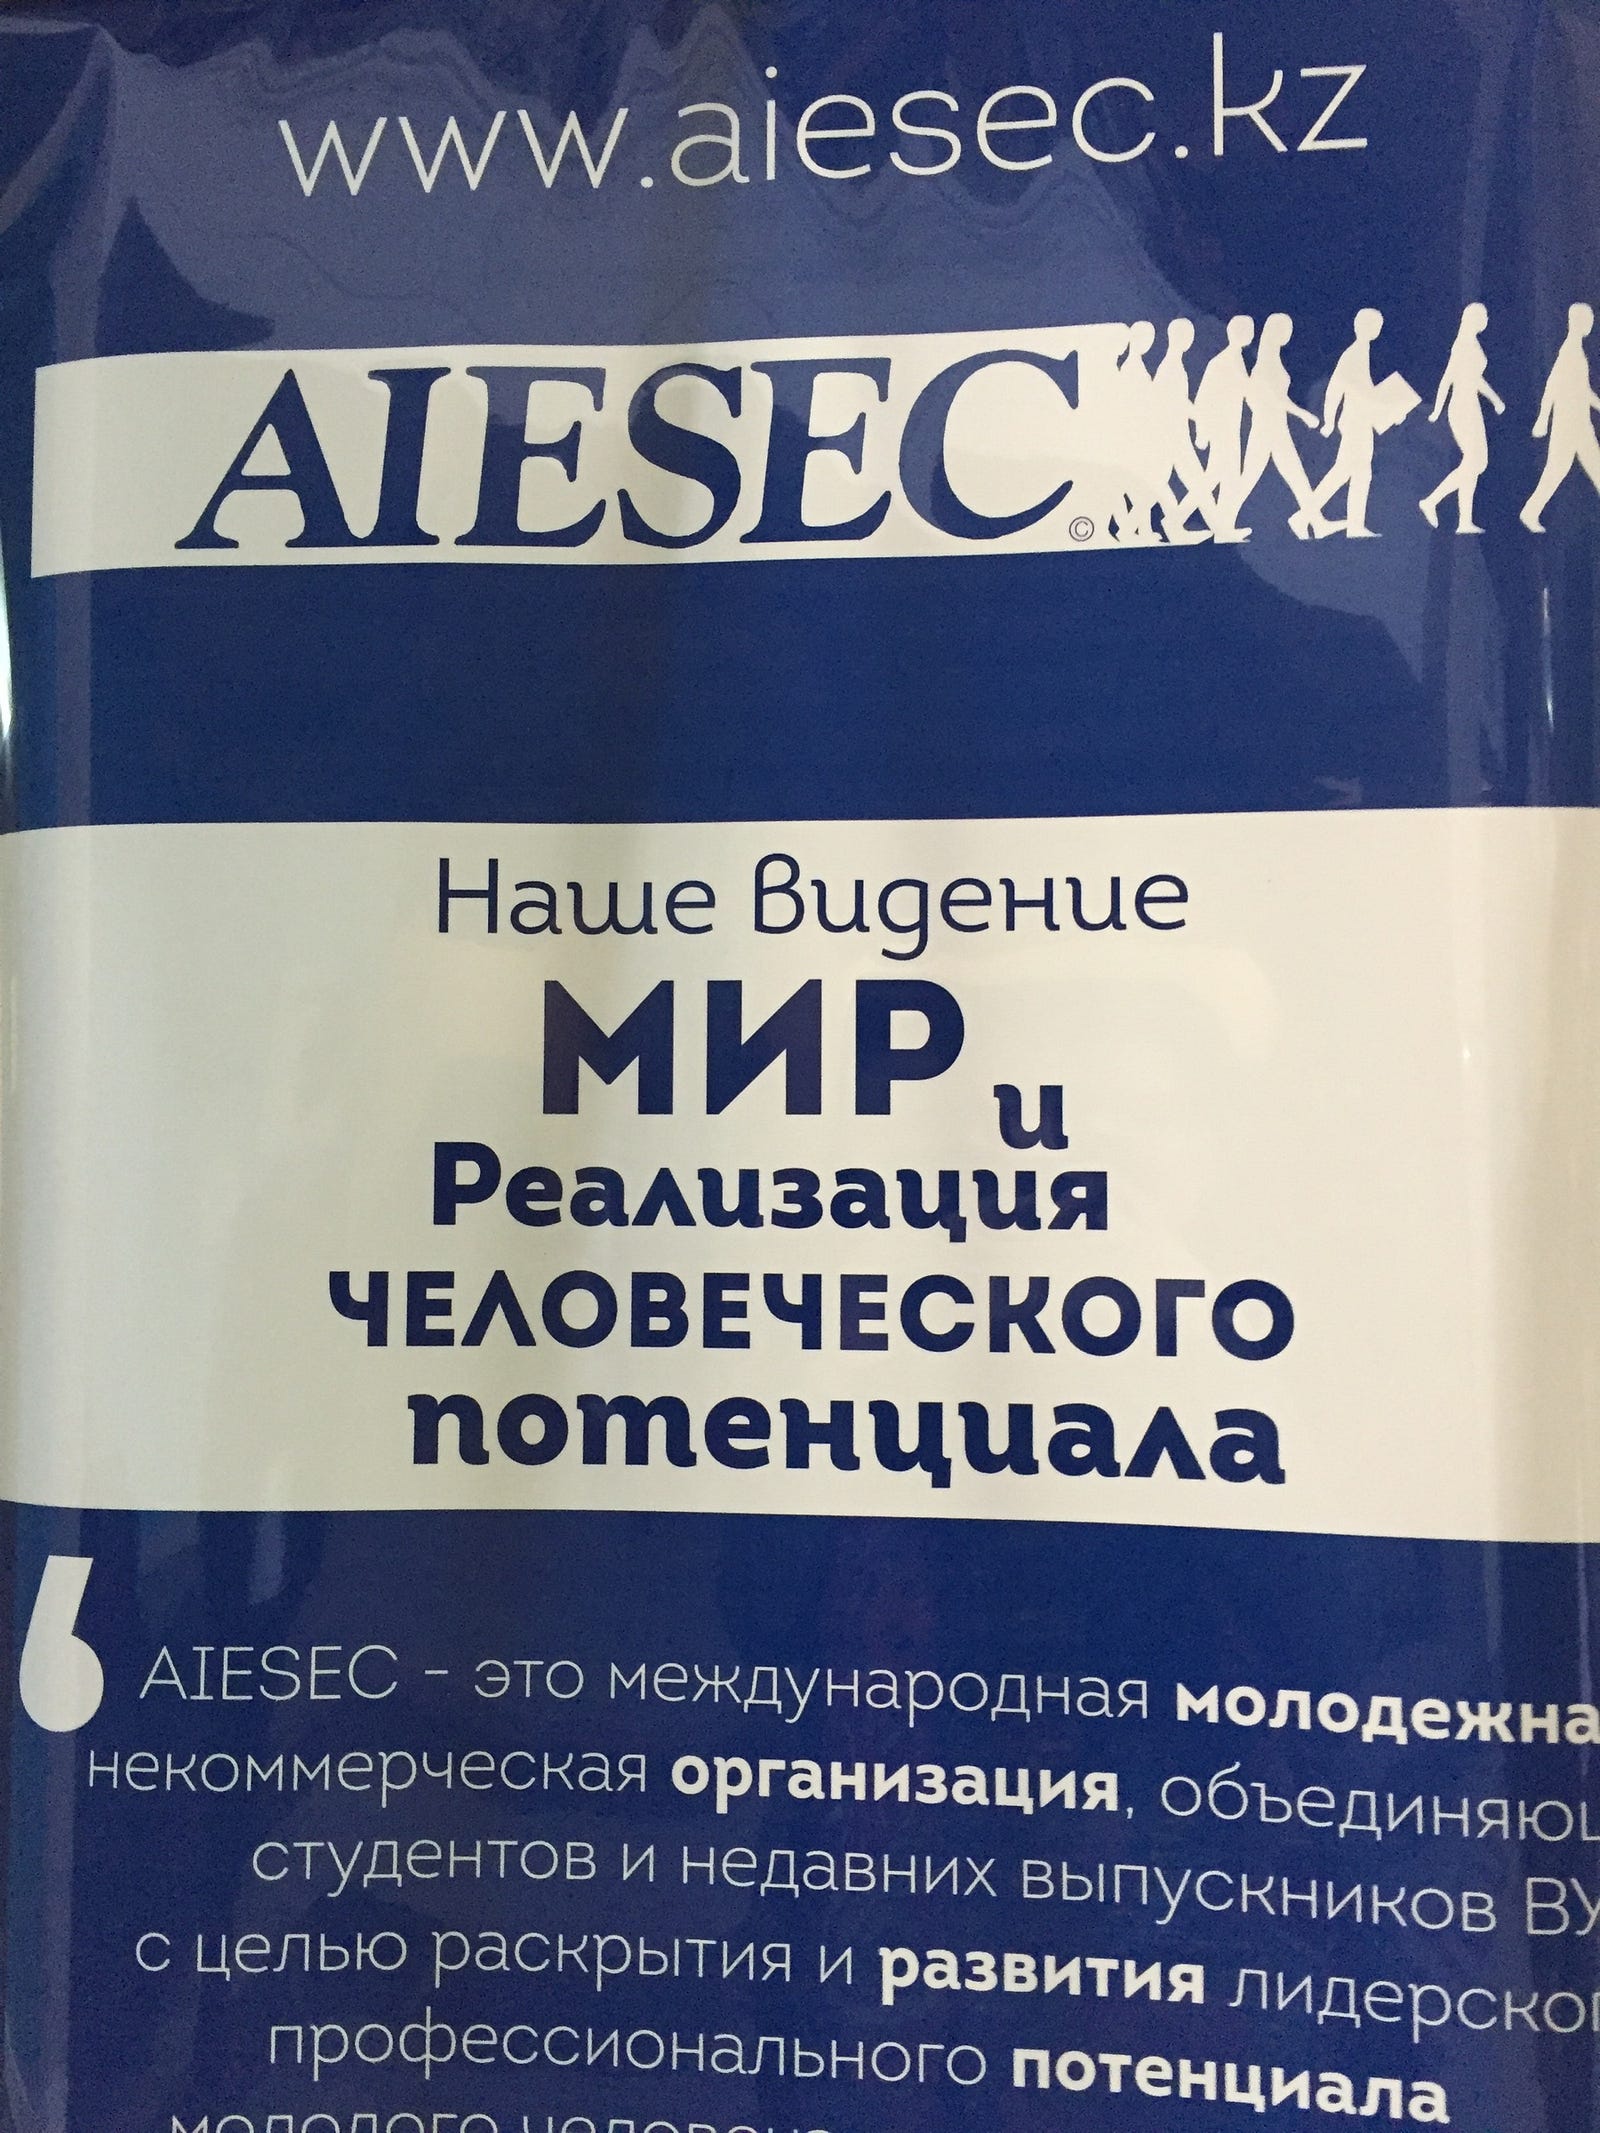 www.aiesec.kz
AIESEC ©
Наше видение
МИР и
Реализация
ЧЕЛОВЕЧЕСКОГО
потенциала
AIESEC - это международная
некоммерческая организация,
студентов и недавних выпускников
с целью раскрытия и развития
профессионального потенциала